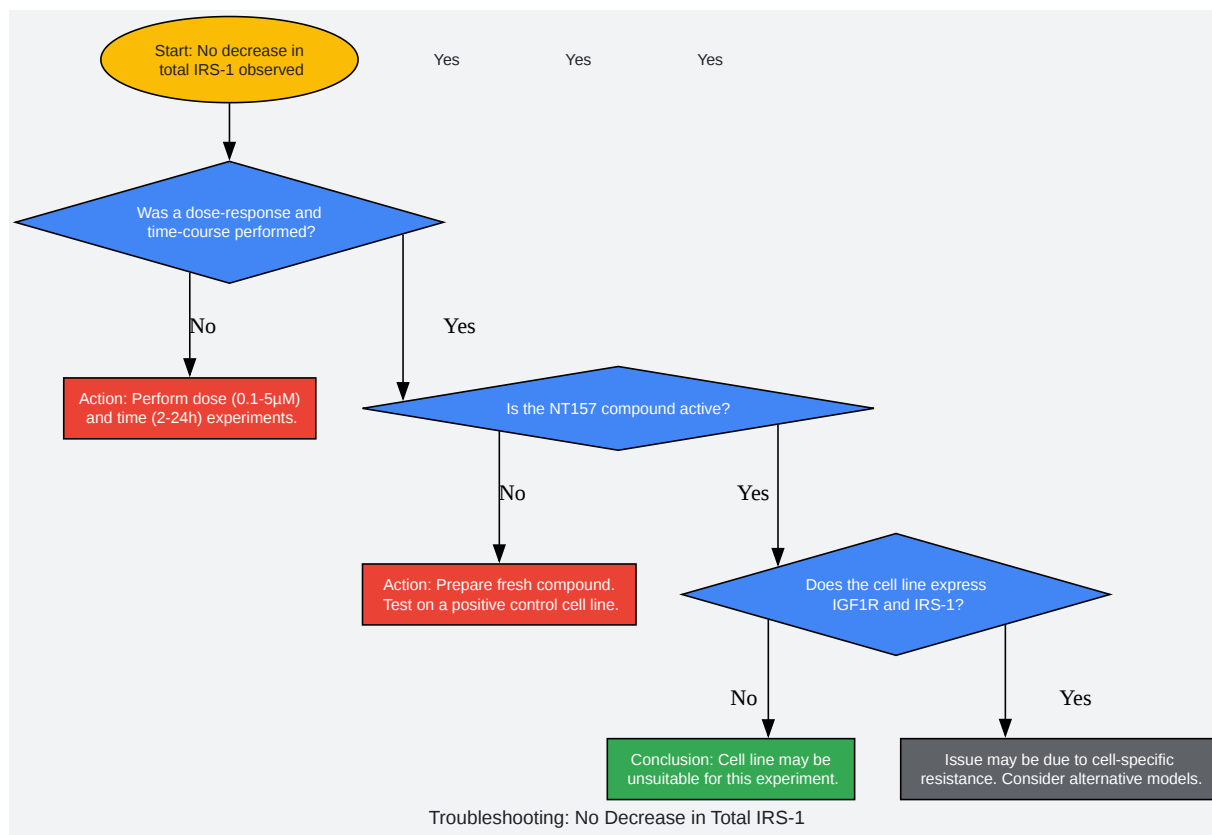 Start: No decrease in
total IRS-1 observed
Yes
Yes
Yes
Was a dose-response and
time-course performed?
No
Yes
Action: Perform dose (0.1-5µM)
and time (2-24h) experiments.
Is the NT157 compound active?
No
Yes
Action: Prepare fresh compound.
Test on a positive control cell line.
Does the cell line express
IGF1R and IRS-1?
No
Yes
Conclusion: Cell line may be
unsuitable for this experiment.
Issue may be due to cell-specific
resistance. Consider alternative models.
Troubleshooting: No Decrease in Total IRS-1